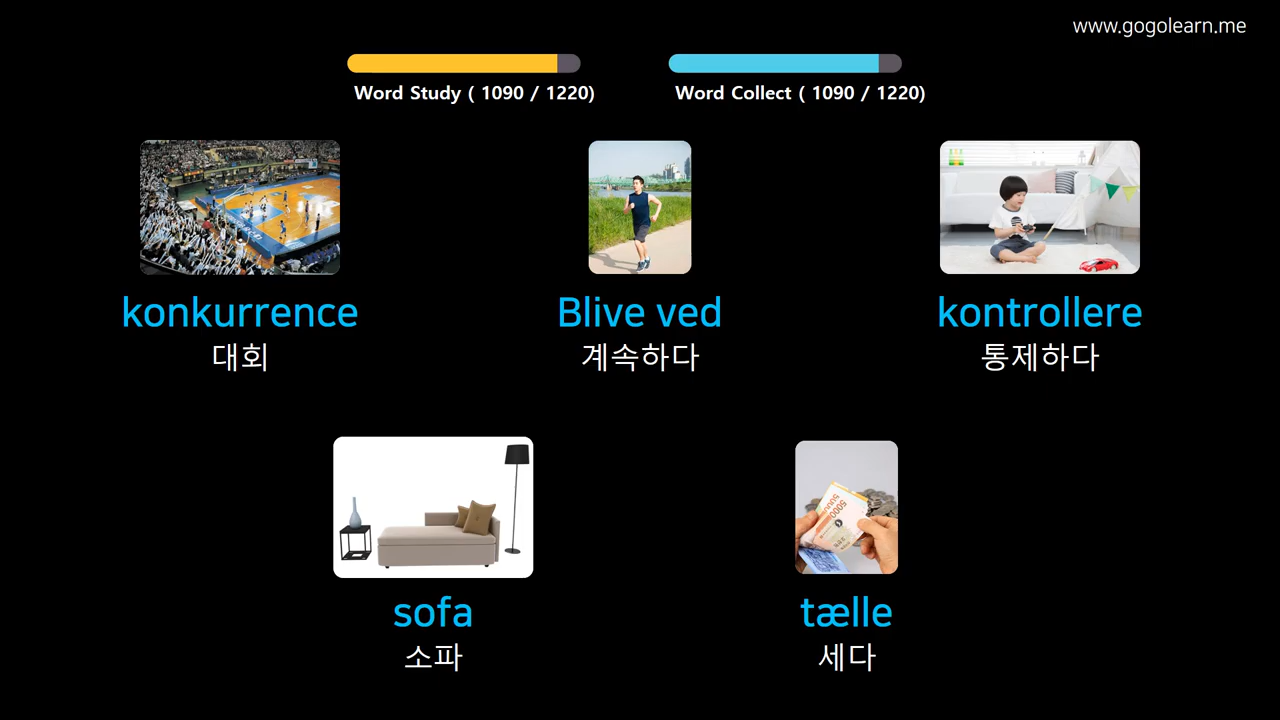 www.gogolearn.me
Word Study ( 1090 / 1220)
Word Collect ( 1090 / 1220)
konkurrence
대회
Blive ved
계속하다
kontrollere
통제하다
sofa
소파
tælle
세다